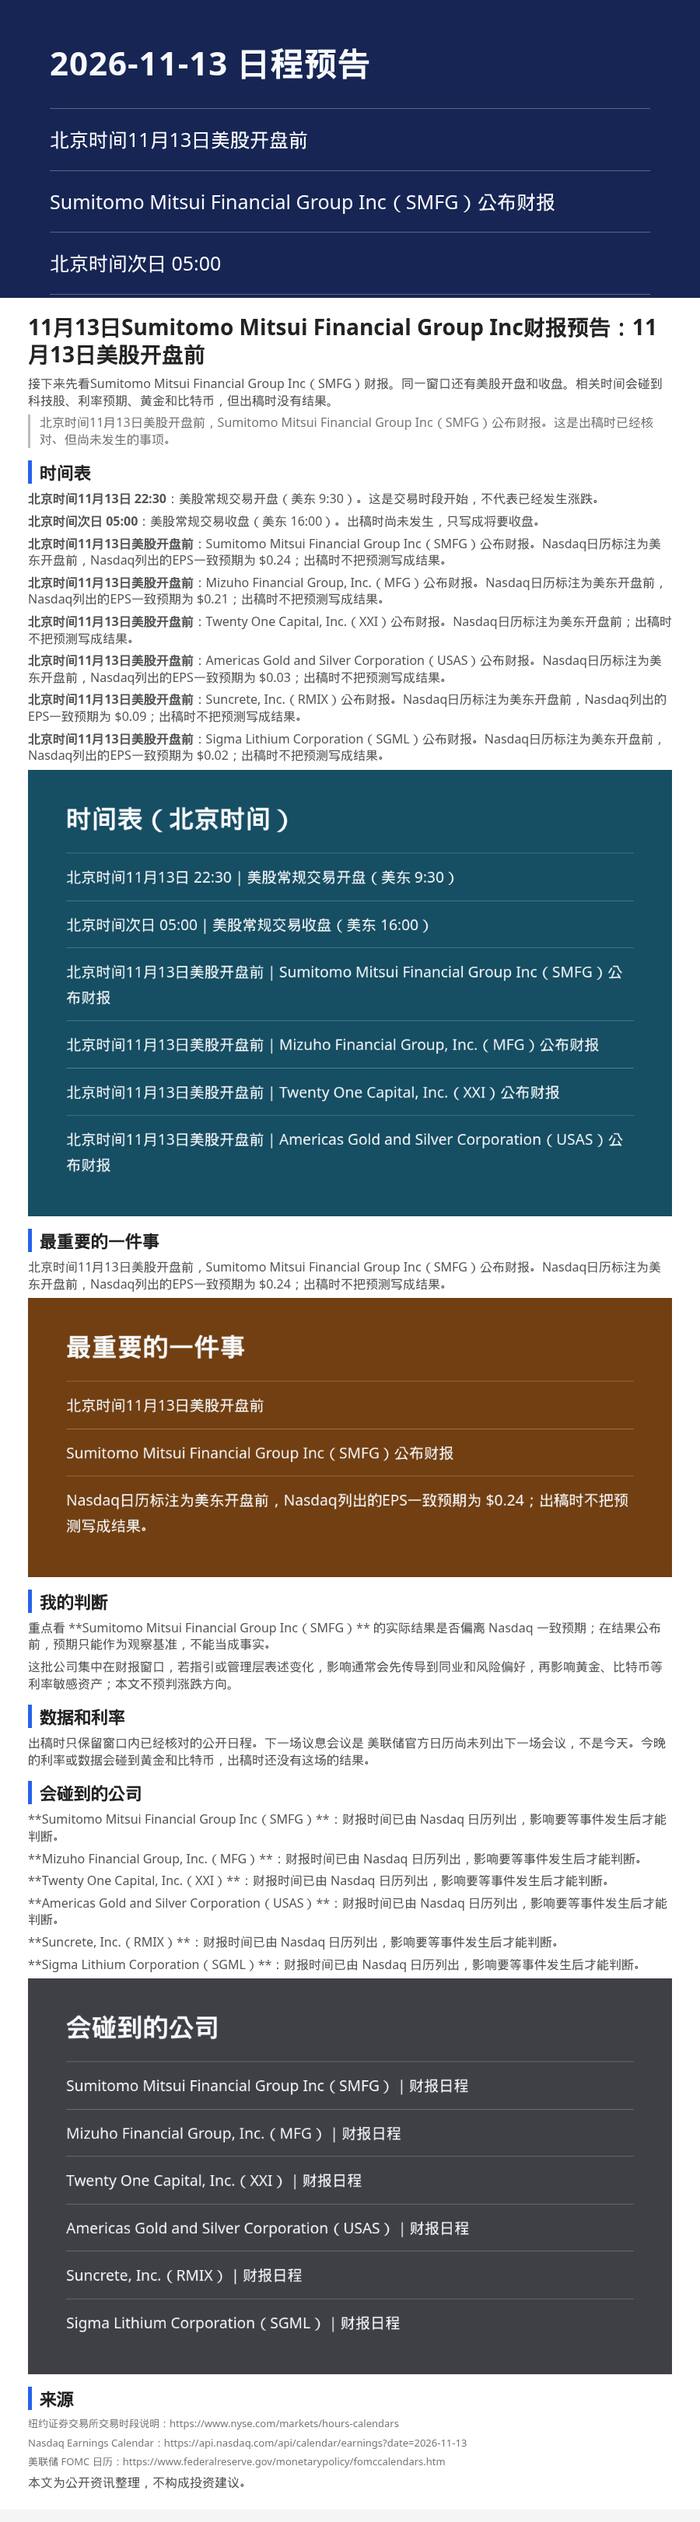 2026-11-13 日程预告
北京时间11月13日美股开盘前
Sumitomo Mitsui Financial Group Inc（SMFG）公布财报
北京时间次日 05:00
11月13日Sumitomo Mitsui Financial Group Inc财报预告：11
月13日美股开盘前
接下来先看Sumitomo Mitsui Financial Group Inc（SMFG）财报。同一窗口还有美股开盘和收盘。相关时间会碰到
科技股、利率预期、黄金和比特币，但出稿时没有结果。
北京时间11月13日美股开盘前，Sumitomo Mitsui Financial Group Inc（SMFG）公布财报。这是出稿时已经核
对、但尚未发生的事项。
时间表
北京时间11月13日 22:30：美股常规交易开盘（美东 9:30）。这是交易时段开始，不代表已经发生涨跌。
北京时间次日 05:00：美股常规交易收盘（美东 16:00）。出稿时尚未发生，只写成将要收盘。
北京时间11月13日美股开盘前：Sumitomo Mitsui Financial Group Inc（SMFG）公布财报。Nasdaq日历标注为美
东开盘前，Nasdaq列出的EPS一致预期为 $0.24；出稿时不把预测写成结果。
北京时间11月13日美股开盘前：Mizuho Financial Group, Inc.（MFG）公布财报。Nasdaq日历标注为美东开盘前，
Nasdaq列出的EPS一致预期为 $0.21；出稿时不把预测写成结果。
北京时间11月13日美股开盘前：Twenty One Capital, Inc.（XXI）公布财报。Nasdaq日历标注为美东开盘前；出稿时
不把预测写成结果。
北京时间11月13日美股开盘前：Americas Gold and Silver Corporation（USAS）公布财报。Nasdaq日历标注为美
东开盘前，Nasdaq列出的EPS一致预期为 $0.03；出稿时不把预测写成结果。
北京时间11月13日美股开盘前：Suncrete, Inc.（RMIX）公布财报。Nasdaq日历标注为美东开盘前，Nasdaq列出的
EPS一致预期为 $0.09；出稿时不把预测写成结果。
北京时间11月13日美股开盘前：Sigma Lithium Corporation（SGML）公布财报。Nasdaq日历标注为美东开盘前，
Nasdaq列出的EPS一致预期为 $0.02；出稿时不把预测写成结果。
时间表（北京时间）
北京时间11月13日 22:30｜美股常规交易开盘（美东 9:30）
北京时间次日 05:00｜美股常规交易收盘（美东 16:00）
北京时间11月13日美股开盘前｜Sumitomo Mitsui Financial Group Inc（SMFG）公
布财报
北京时间11月13日美股开盘前｜Mizuho Financial Group, Inc.（MFG）公布财报
北京时间11月13日美股开盘前｜Twenty One Capital, Inc.（XXI）公布财报
北京时间11月13日美股开盘前｜Americas Gold and Silver Corporation（USAS）公
布财报
最重要的一件事
北京时间11月13日美股开盘前，Sumitomo Mitsui Financial Group Inc（SMFG）公布财报。Nasdaq日历标注为美
东开盘前，Nasdaq列出的EPS一致预期为 $0.24；出稿时不把预测写成结果。
最重要的一件事
北京时间11月13日美股开盘前
Sumitomo Mitsui Financial Group Inc（SMFG）公布财报
Nasdaq日历标注为美东开盘前，Nasdaq列出的EPS一致预期为 $0.24；出稿时不把预
测写成结果。
我的判断
重点看 **Sumitomo Mitsui Financial Group Inc（SMFG）** 的实际结果是否偏离 Nasdaq 一致预期；在结果公布
前，预期只能作为观察基准，不能当成事实。
这批公司集中在财报窗口，若指引或管理层表述变化，影响通常会先传导到同业和风险偏好，再影响黄金、比特币等
利率敏感资产；本文不预判涨跌方向。
数据和利率
出稿时只保留窗口内已经核对的公开日程。下一场议息会议是 美联储官方日历尚未列出下一场会议，不是今天。今晚
的利率或数据会碰到黄金和比特币，出稿时还没有这场的结果。
会碰到的公司
**Sumitomo Mitsui Financial Group Inc（SMFG）**：财报时间已由 Nasdaq 日历列出，影响要等事件发生后才能
判断。
**Mizuho Financial Group, Inc.（MFG）**：财报时间已由 Nasdaq 日历列出，影响要等事件发生后才能判断。
**Twenty One Capital, Inc.（XXI）**：财报时间已由 Nasdaq 日历列出，影响要等事件发生后才能判断。
**Americas Gold and Silver Corporation（USAS）**：财报时间已由 Nasdaq 日历列出，影响要等事件发生后才能
判断。
**Suncrete, Inc.（RMIX）**：财报时间已由 Nasdaq 日历列出，影响要等事件发生后才能判断。
**Sigma Lithium Corporation（SGML）**：财报时间已由 Nasdaq 日历列出，影响要等事件发生后才能判断。
会碰到的公司
Sumitomo Mitsui Financial Group Inc（SMFG）｜财报日程
Mizuho Financial Group, Inc.（MFG）｜财报日程
Twenty One Capital, Inc.（XXI）｜财报日程
Americas Gold and Silver Corporation（USAS）｜财报日程
Suncrete, Inc.（RMIX）｜财报日程
Sigma Lithium Corporation（SGML）｜财报日程
来源
纽约证券交易所交易时段说明：https://www.nyse.com/markets/hours-calendars
Nasdaq Earnings Calendar：https://api.nasdaq.com/api/calendar/earnings?date=2026-11-13
美联储 FOMC 日历：https://www.federalreserve.gov/monetarypolicy/fomccalendars.htm
本文为公开资讯整理，不构成投资建议。